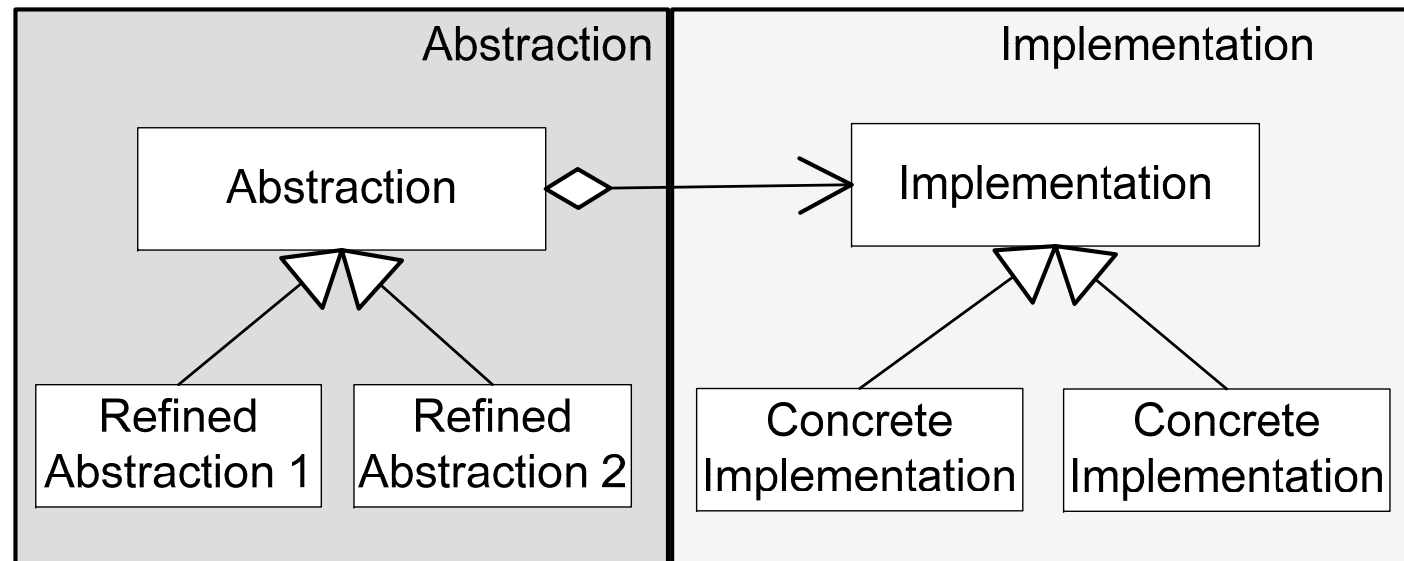 Abstraction
Implementation
Abstraction
Implementation
Refined
Abstraction 1
Refined
Abstraction 2
Concrete
Implementation
Concrete
Implementation